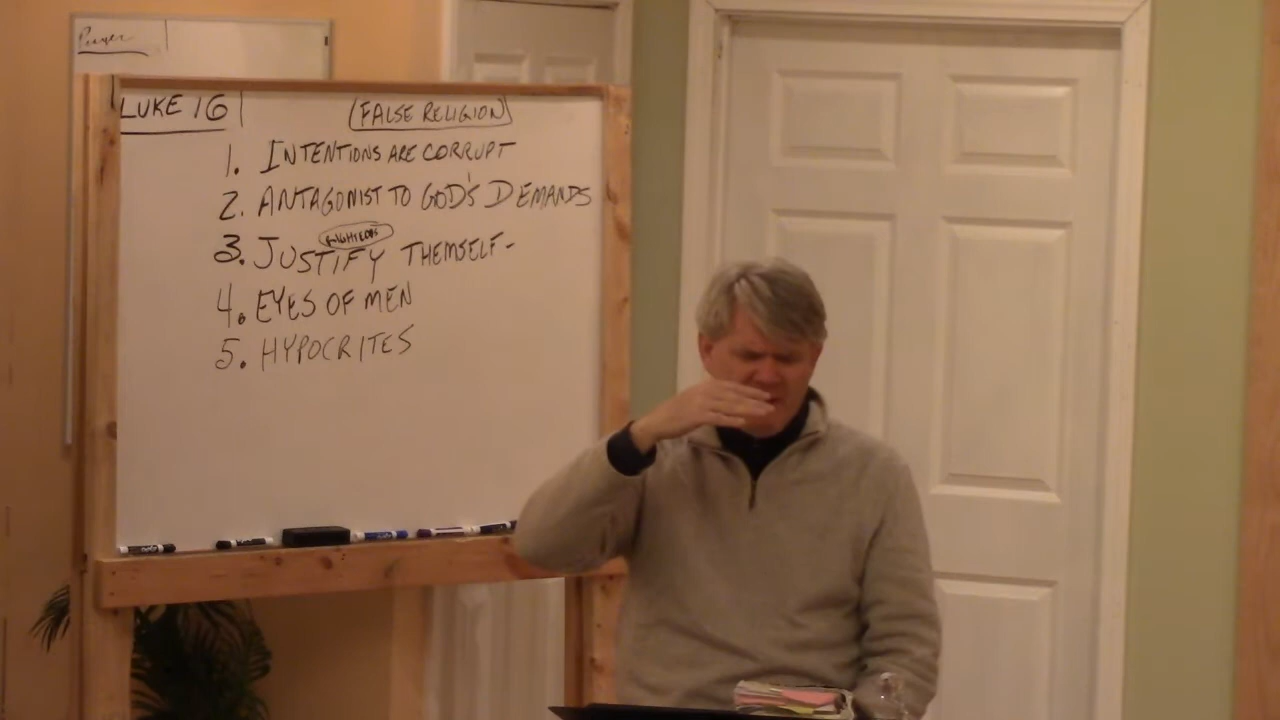 Prayer
LUKE 16
FALSE RELIGION
1. INTENTIONS ARE CORRUPT
2. ANTAGONIST TO GOD'S DEMANDS
RIGHTEOUS
3. JUSTIFY THEMSELF-
4. EYES OF MEN
5. HYPOCRITES